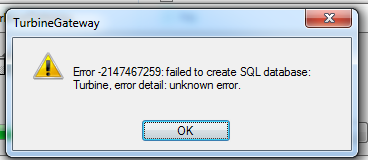 TurbineGateway
Error -2147467259: failed to create SQL database:
Turbine, error detail: unknown error.
OK